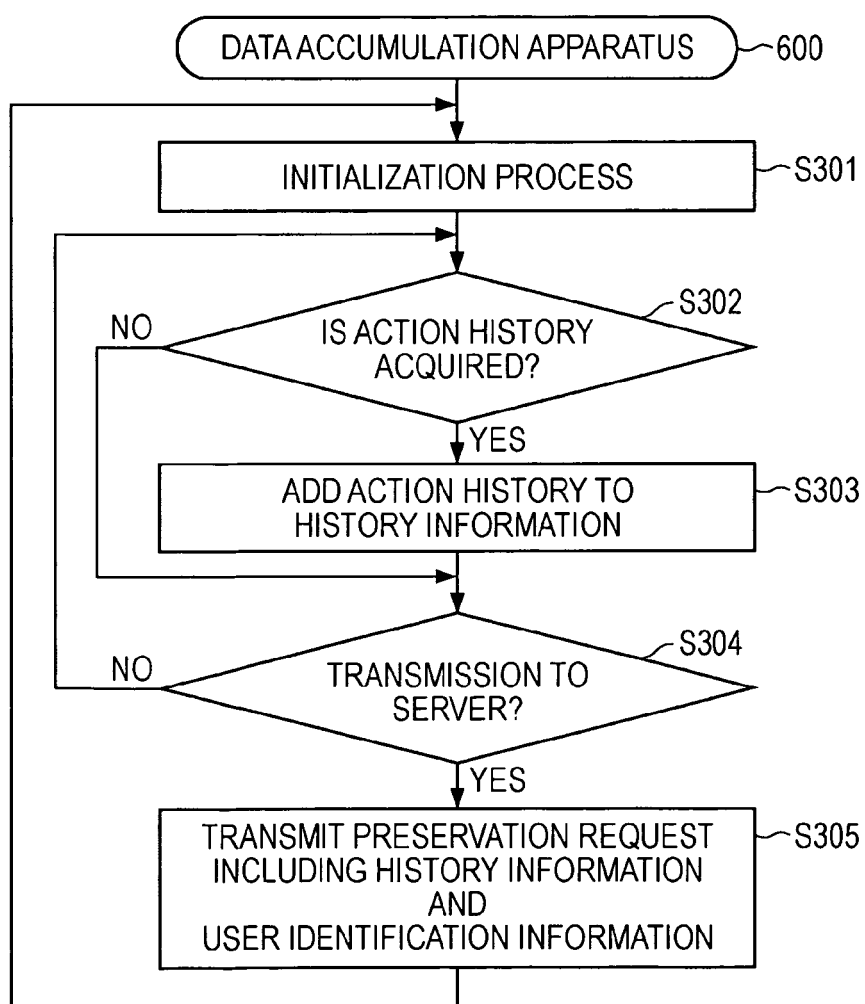 DATA ACCUMULATION APPARATUS
600
INITIALIZATION PROCESS
S301
S302
NO
IS ACTION HISTORY
ACQUIRED?
YES
ADD ACTION HISTORY TO
HISTORY INFORMATION
S303
S304
NO
TRANSMISSION TO
SERVER?
YES
TRANSMIT PRESERVATION REQUEST
INCLUDING HISTORY INFORMATION
AND
USER IDENTIFICATION INFORMATION
S305